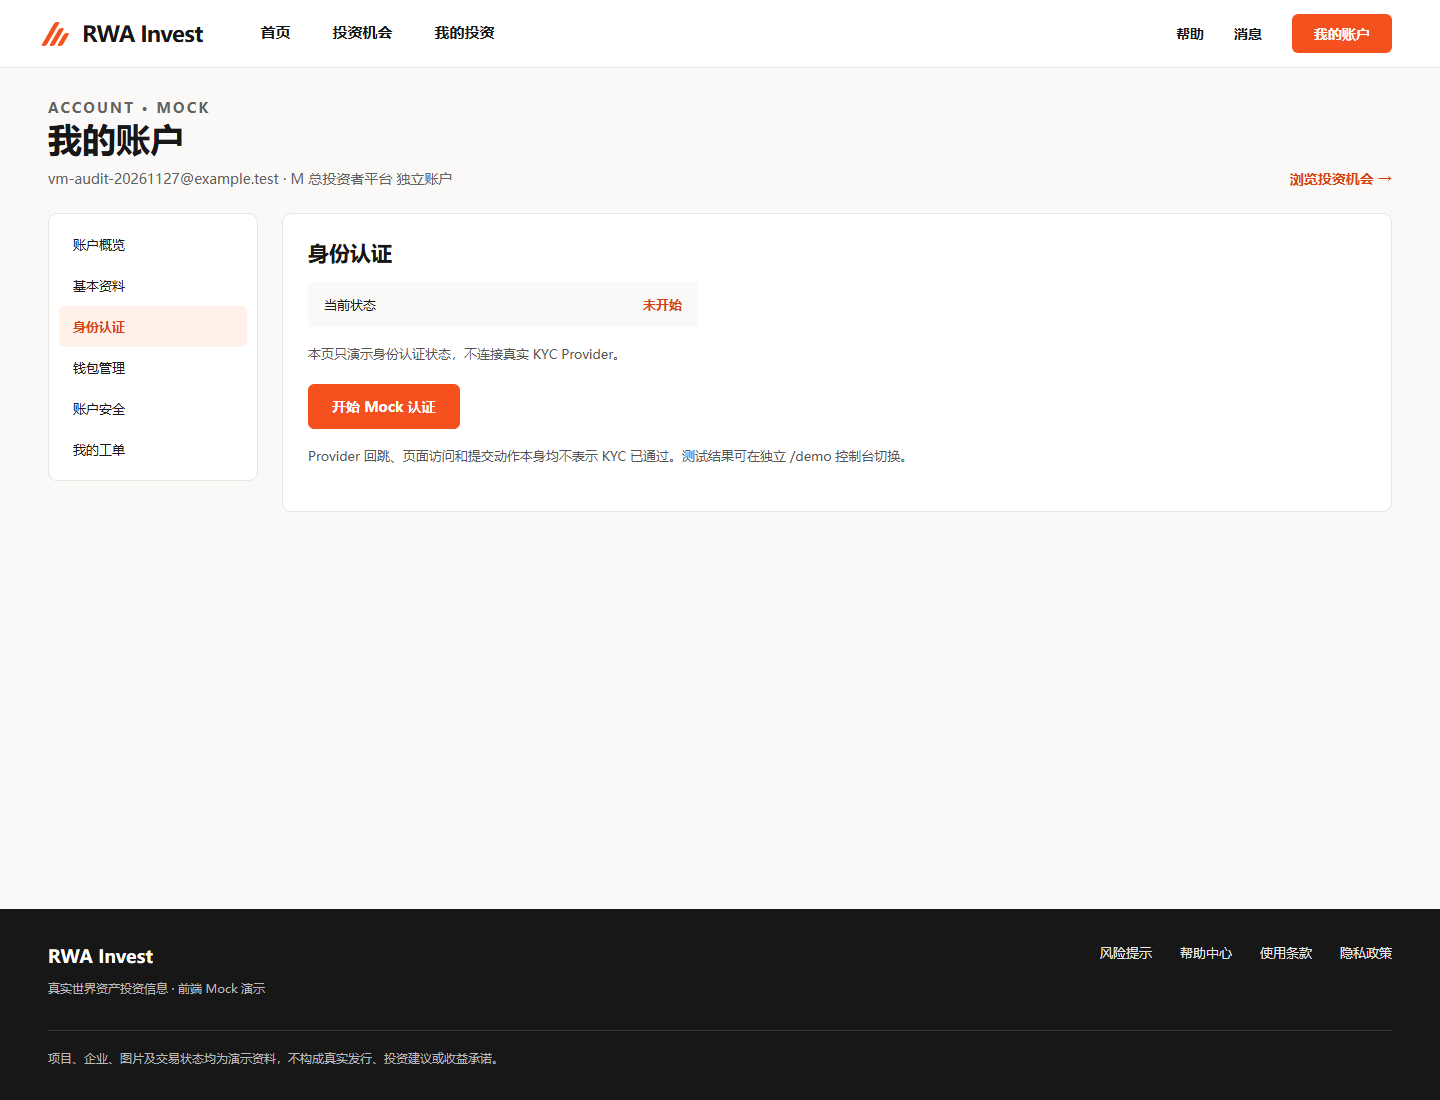 RWA Invest
首页
投资机会
我的投资
帮助
消息
我的账户
ACCOUNT • MOCK
我的账户
vm-audit-20261127@example.test · M 总投资者平台 独立账户
浏览投资机会 →
账户概览
基本资料
身份认证
钱包管理
账户安全
我的工单
身份认证
当前状态
未开始
本页只演示身份认证状态，不连接真实 KYC Provider。
开始 Mock 认证
Provider 回跳、页面访问和提交动作本身均不表示 KYC 已通过。测试结果可在独立 /demo 控制台切换。
RWA Invest
真实世界资产投资信息 · 前端 Mock 演示
风险提示
帮助中心
使用条款
隐私政策
项目、企业、图片及交易状态均为演示资料，不构成真实发行、投资建议或收益承诺。